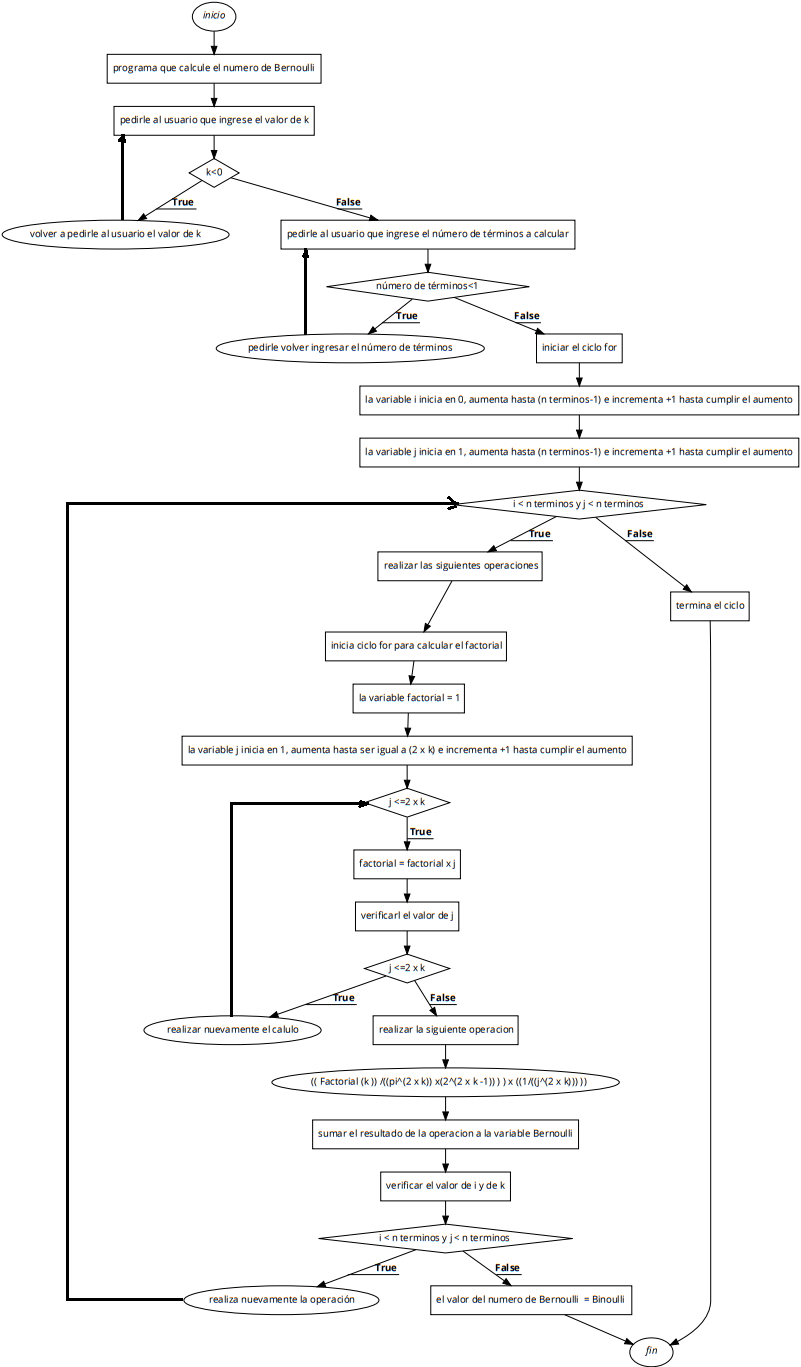 inicio
programa que calcule el numero de Bernoulli
pedirle al usuario que ingrese el valor de k
k<0
True
False
volver a pedirle al usuario el valor de k
pedirle al usuario que ingrese el número de términos a calcular
número de términos<1
True
False
pedirle volver ingresar el número de términos
iniciar el ciclo for
la variable i inicia en 0, aumenta hasta (n terminos-1) e incrementa +1 hasta cumplir el aumento
la variable j inicia en 1, aumenta hasta (n terminos-1) e incrementa +1 hasta cumplir el aumento
i < n terminos y j < n terminos
True
False
realizar las siguientes operaciones
termina el ciclo
inicia ciclo for para calcular el factorial
la variable factorial = 1
la variable j inicia en 1, aumenta hasta ser igual a (2 x k) e incrementa +1 hasta cumplir el aumento
j <=2 x k
True
factorial = factorial x j
verificarl el valor de j
j <=2 x k
True
False
realizar nuevamente el calulo
realizar la siguiente operacion
(( Factorial (k )) /((pi^(2 x k)) x(2^(2 x k -1)) ) ) x ((1/((j^(2 x k))) ))
sumar el resultado de la operacion a la variable Bernoulli
verificar el valor de i y de k
i < n terminos y j < n terminos
True
False
realiza nuevamente la operación
el valor del numero de Bernoulli = Binoulli
fin